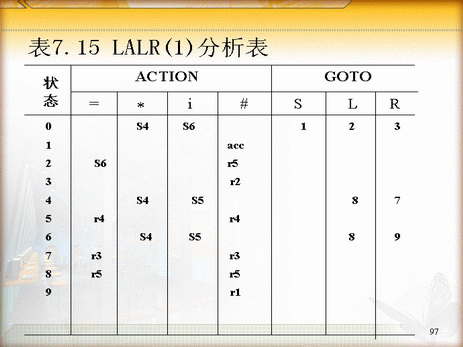 表7.15 LALR(1)分析表
状态 ACTION GOTO
= * i # S L R
0 S4 S6 1 2 3
1 acc
2 S6 r5
3 r2
4 S4 S5 8 7
5 r4 r4
6 S4 S5 8 9
7 r3 r3
8 r5 r5
9 r1
97